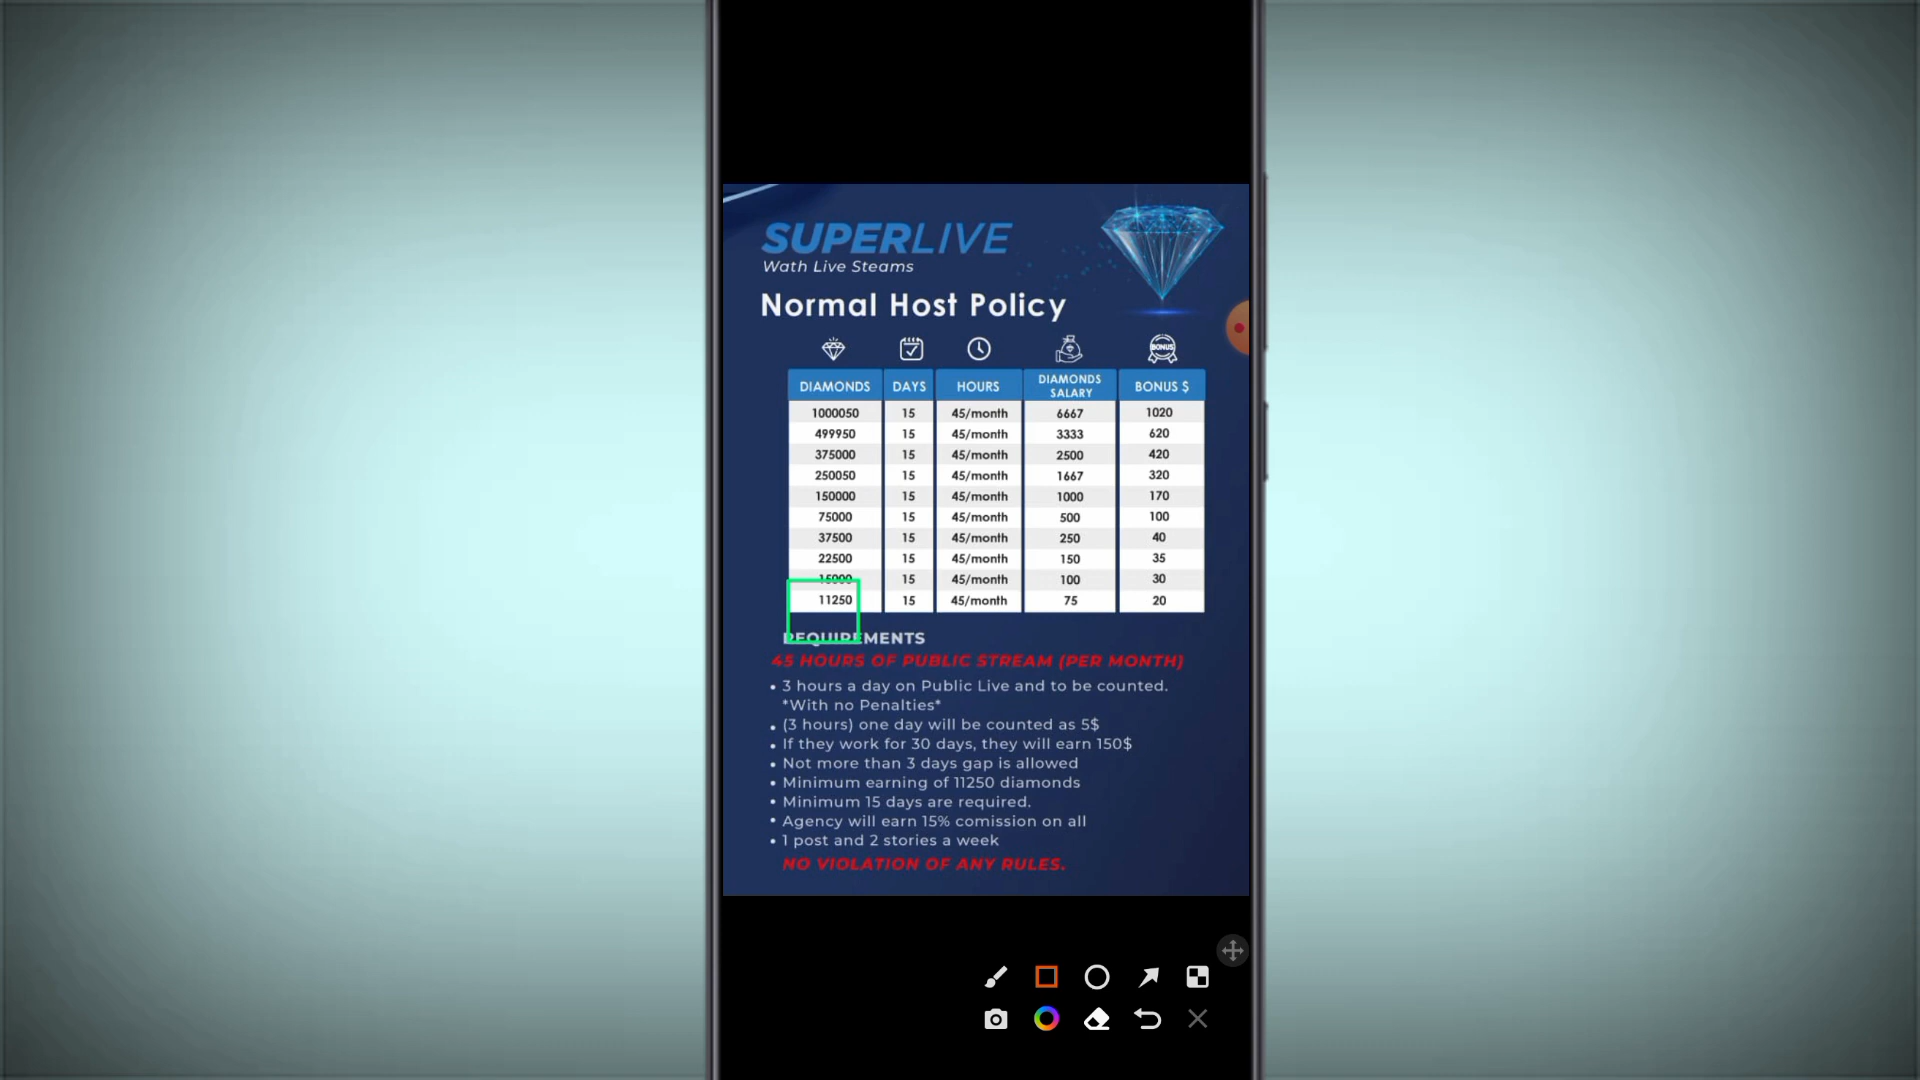 SUPERLIVE
Wath Live Steams
Normal Host Policy
BONUS
DIAMONDS DAYS HOURS DIAMONDS SALARY BONUS $
1000050 15 45/month 6667 1020
499950 15 45/month 3333 620
375000 15 45/month 2500 420
250050 15 45/month 1667 320
150000 15 45/month 1000 170
75000 15 45/month 500 100
37500 15 45/month 250 40
22500 15 45/month 150 35
15000 15 45/month 100 30
11250 15 45/month 75 20
REQUIREMENTS
45 HOURS OF PUBLIC STREAM (PER MONTH)
• 3 hours a day on Public Live and to be counted.
*With no Penalties*
• (3 hours) one day will be counted as 5$
• If they work for 30 days, they will earn 150$
• Not more than 3 days gap is allowed
• Minimum earning of 11250 diamonds
• Minimum 15 days are required.
• Agency will earn 15% comission on all
• 1 post and 2 stories a week
NO VIOLATION OF ANY RULES.